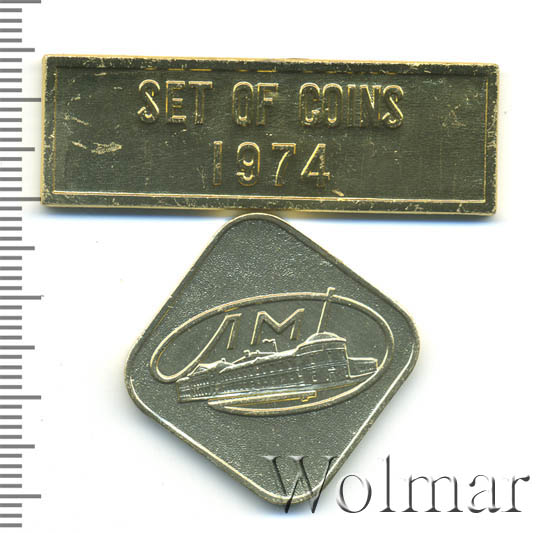 SET OF COINS
1974
ЛМД
Wolmar